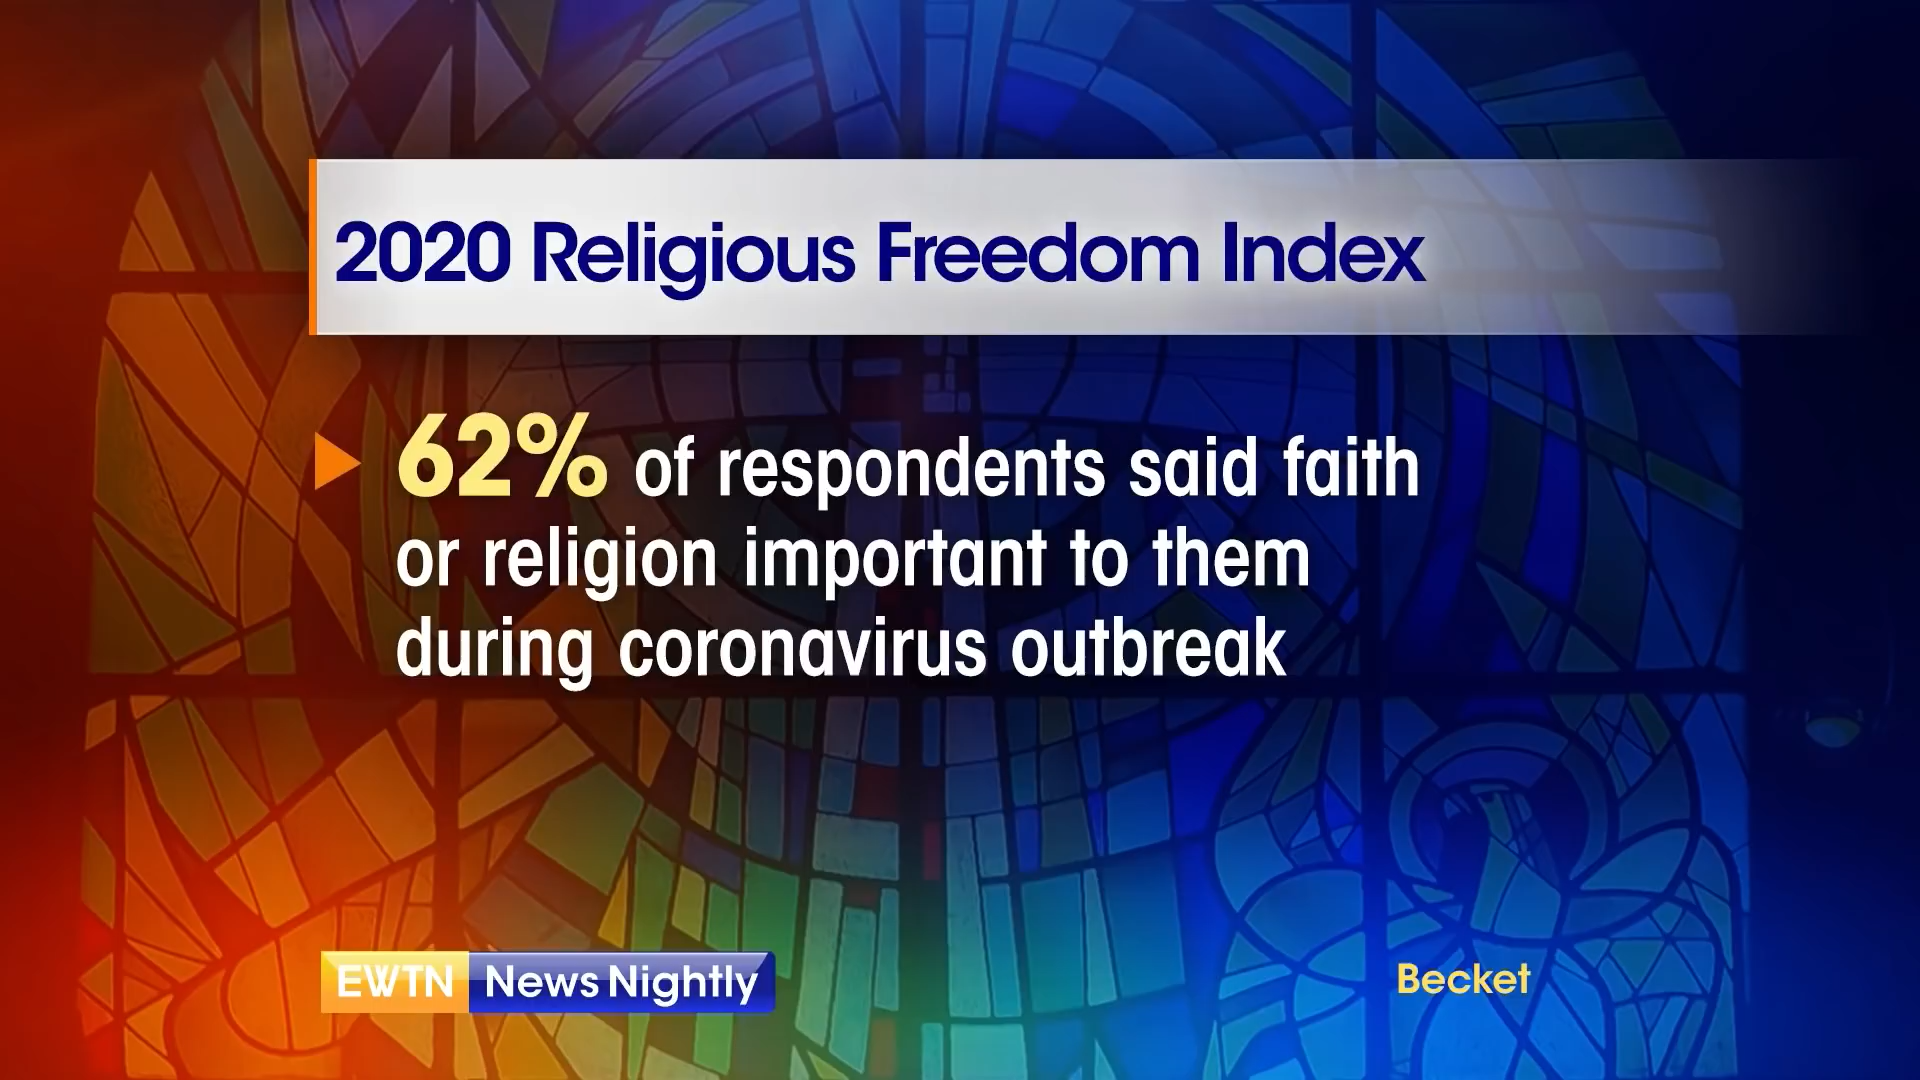 2020 Religious Freedom Index
62% of respondents said faith
or religion important to them
during coronavirus outbreak
EWTN News Nightly
Becket